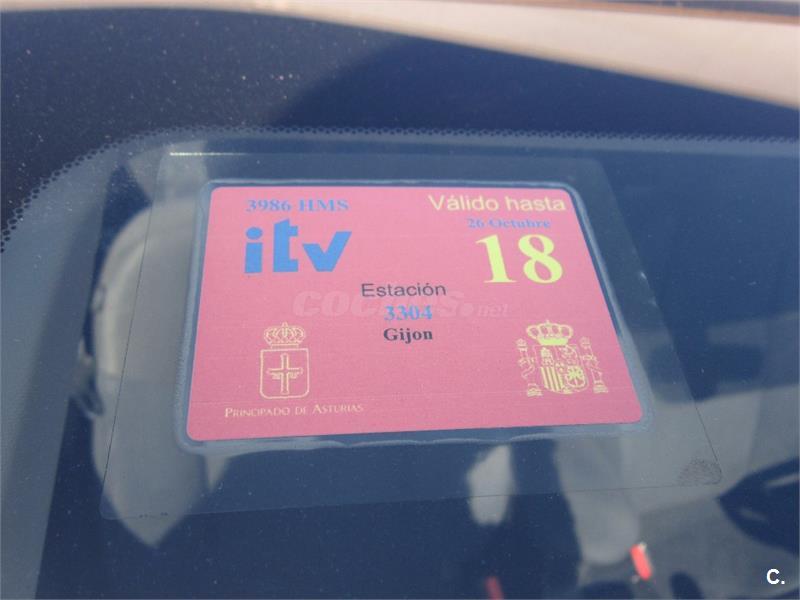 3986 HMS
Válido hasta
26 Octubre
itv
18
Estación
coches.net
3304
Gijon
PRINCIPADO DE ASTURIAS
C.